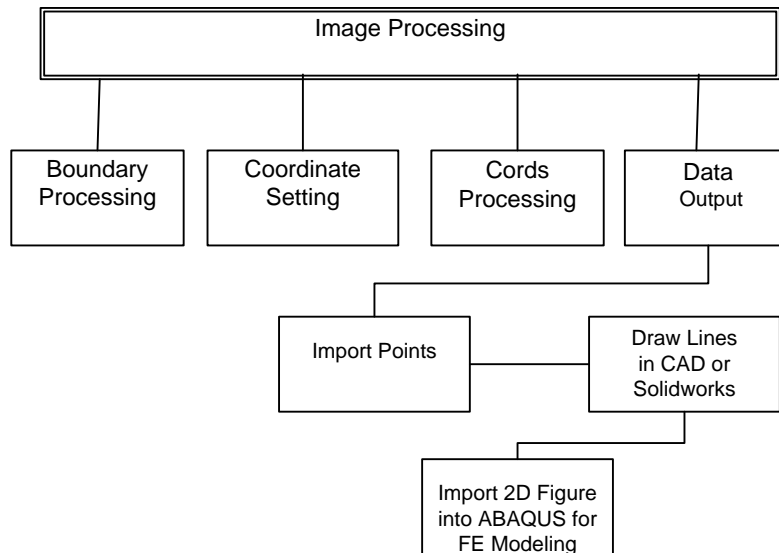 Image Processing
Boundary
Processing
Coordinate
Setting
Cords
Processing
Data
Output
Import Points
Draw Lines
in CAD or
Solidworks
Import 2D Figure
into ABAQUS for
FE Modeling